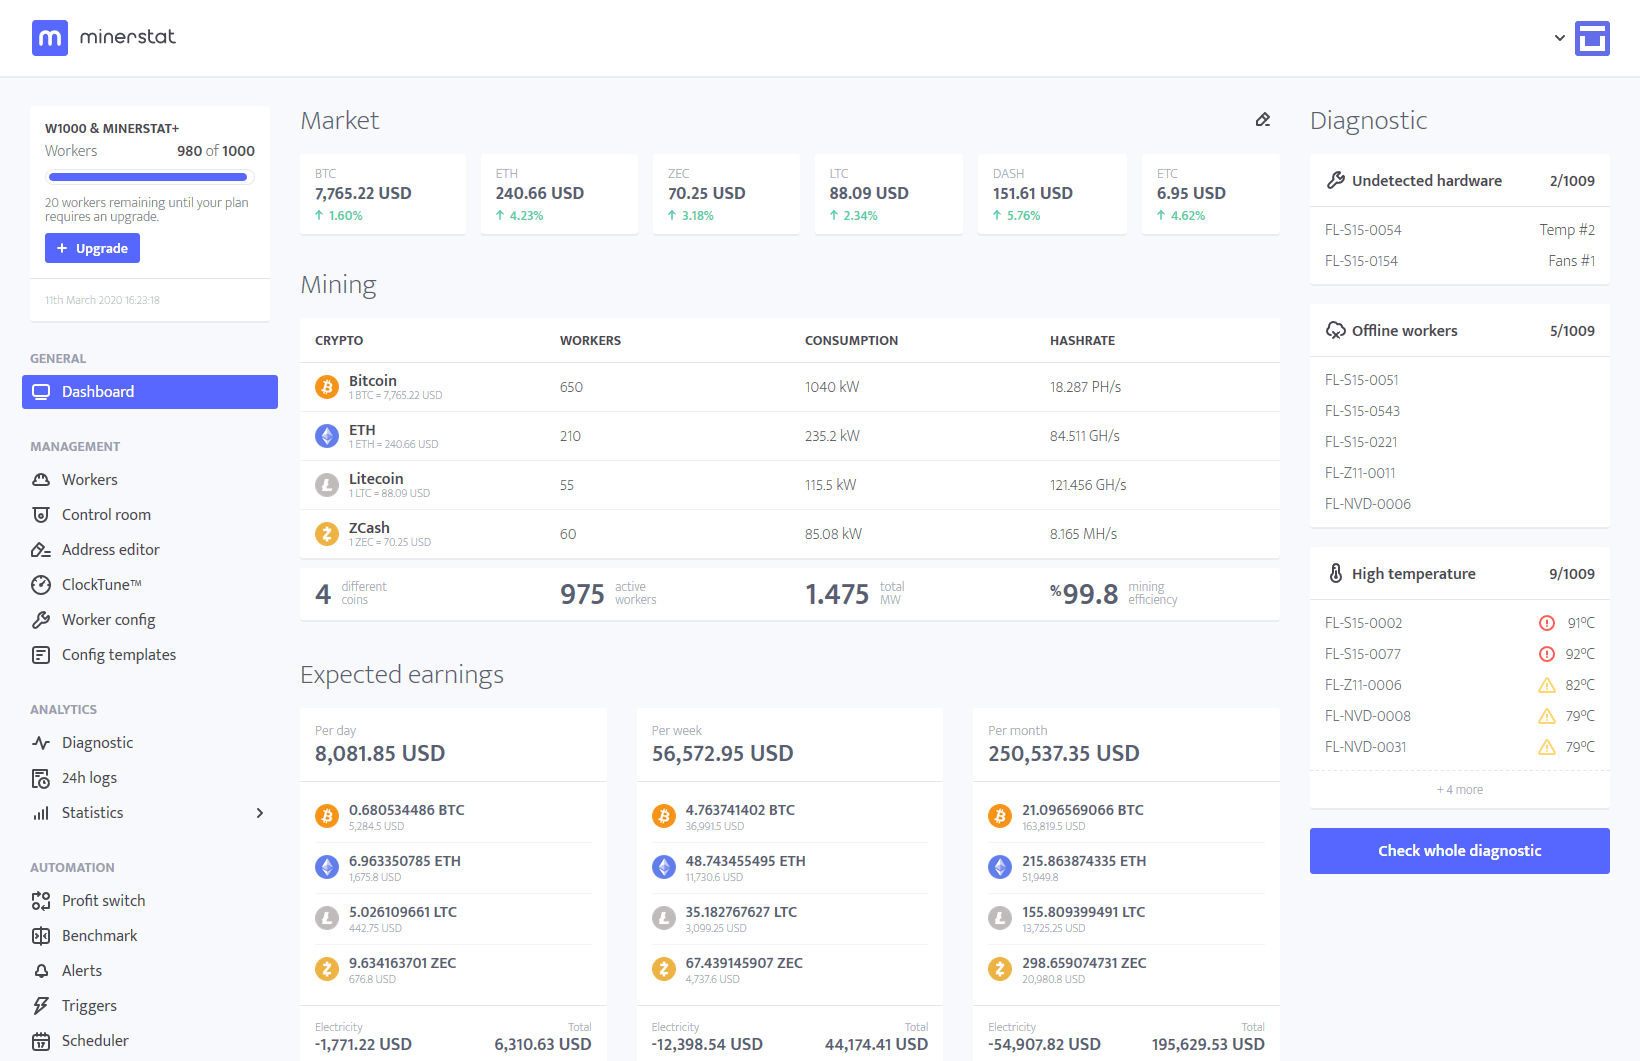 minerstat
W1000 & MINERSTAT+
Workers 980 of 1000
20 workers remaining until your plan
requires an upgrade.
+ Upgrade
11th March 2020 16:23:18
GENERAL
Dashboard
MANAGEMENT
Workers
Control room
Address editor
ClockTune™
Worker config
Config templates
ANALYTICS
Diagnostic
24h logs
Statistics
AUTOMATION
Profit switch
Benchmark
Alerts
Triggers
Scheduler
Market
BTC
7,765.22 USD
↑ 1.60%
ETH
240.66 USD
↑ 4.23%
ZEC
70.25 USD
↑ 3.18%
LTC
88.09 USD
↑ 2.34%
DASH
151.61 USD
↑ 5.76%
ETC
6.95 USD
↑ 4.62%
Mining
CRYPTO WORKERS CONSUMPTION HASHRATE
Bitcoin 650 1040 kW 18.287 PH/s
1 BTC = 7,765.22 USD
ETH 210 235.2 kW 84.511 GH/s
1 ETH = 240.66 USD
Litecoin 55 115.5 kW 121.456 GH/s
1 LTC = 88.09 USD
ZCash 60 85.08 kW 8.165 MH/s
1 ZEC = 70.25 USD
4 different coins
975 active workers
1.475 total MW
%99.8 mining efficiency
Expected earnings
Per day
8,081.85 USD
0.680534486 BTC
5,284.5 USD
6.963350785 ETH
1,675.8 USD
5.026109661 LTC
442.75 USD
9.634163701 ZEC
676.8 USD
Electricity Total
-1,771.22 USD 6,310.63 USD
Per week
56,572.95 USD
4.763741402 BTC
36,991.5 USD
48.743455495 ETH
11,730.6 USD
35.182767627 LTC
3,099.25 USD
67.439145907 ZEC
4,737.6 USD
Electricity Total
-12,398.54 USD 44,174.41 USD
Per month
250,537.35 USD
21.096569066 BTC
163,819.5 USD
215.863874335 ETH
51,949.8
155.809399491 LTC
13,725.25 USD
298.659074731 ZEC
20,980.8 USD
Electricity Total
-54,907.82 USD 195,629.53 USD
Diagnostic
Undetected hardware 2/1009
FL-S15-0054 Temp #2
FL-S15-0154 Fans #1
Offline workers 5/1009
FL-S15-0051
FL-S15-0543
FL-S15-0221
FL-Z11-0011
FL-NVD-0006
High temperature 9/1009
FL-S15-0002 91ºC
FL-S15-0077 92ºC
FL-Z11-0006 82ºC
FL-NVD-0008 79ºC
FL-NVD-0031 79ºC
+ 4 more
Check whole diagnostic